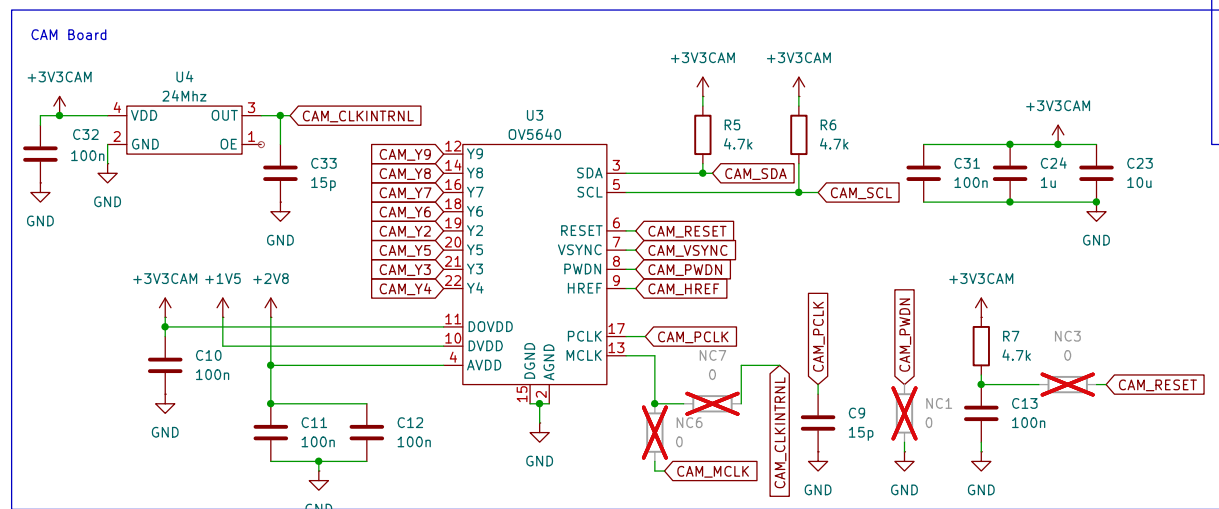 CAM Board
+3V3CAM
U4
24Mhz
4 VDD OUT 3
2 GND OE 1
CAM_CLKINTRNL
C32
100n
GND
GND
C33
15p
GND
U3
OV5640
CAM_Y9 12 Y9
CAM_Y8 14 Y8
CAM_Y7 16 Y7
CAM_Y6 18 Y6
CAM_Y2 19 Y2
CAM_Y5 20 Y5
CAM_Y3 21 Y3
CAM_Y4 22 Y4
11 DOVDD
10 DVDD
4 AVDD
SDA 3 CAM_SDA
SCL 5 CAM_SCL
RESET 6 CAM_RESET
VSYNC 7 CAM_VSYNC
PWDN 8 CAM_PWDN
HREF 9 CAM_HREF
PCLK 17 CAM_PCLK
MCLK 13
DGND 15
AGND 2
GND
+3V3CAM
R5
4.7k
+3V3CAM
R6
4.7k
+3V3CAM
C31
100n
C24
1u
C23
10u
GND
+3V3CAM +1V5 +2V8
C10
100n
GND
C11
100n
C12
100n
GND
NC7
0
NC6
0
CAM_MCLK
CAM_CLKINTRNL
CAM_PCLK
C9
15p
GND
CAM_PWDN
NC1
0
GND
+3V3CAM
R7
4.7k
NC3
0
CAM_RESET
C13
100n
GND